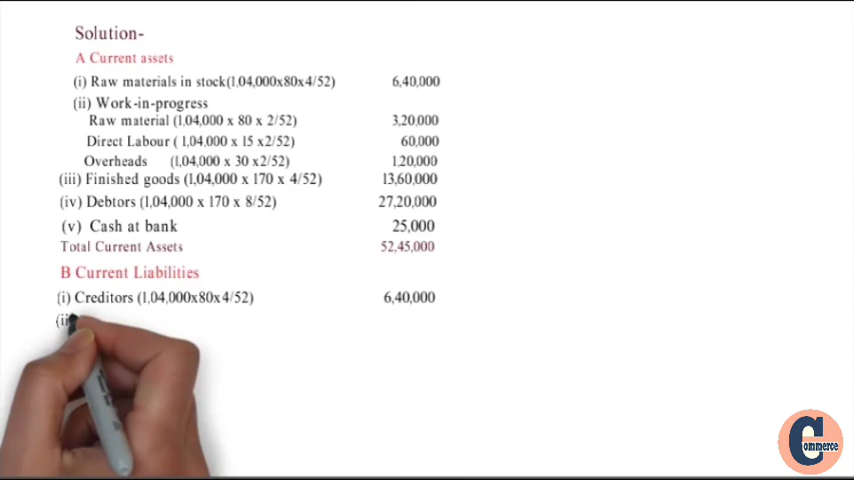 Solution-
A Current assets
(i) Raw materials in stock(1,04,000x80x4/52) 6,40,000
(ii) Work-in-progress
Raw material (1,04,000 x 80 x 2/52) 3,20,000
Direct Labour ( 1,04,000 x 15 x2/52) 60,000
Overheads (1,04,000 x 30 x2/52) 1,20,000
(iii) Finished goods (1,04,000 x 170 x 4/52) 13,60,000
(iv) Debtors (1,04,000 x 170 x 8/52) 27,20,000
(v) Cash at bank 25,000
Total Current Assets 52,45,000
B Current Liabilities
(i) Creditors (1,04,000x80x4/52) 6,40,000
(ii
Commerce